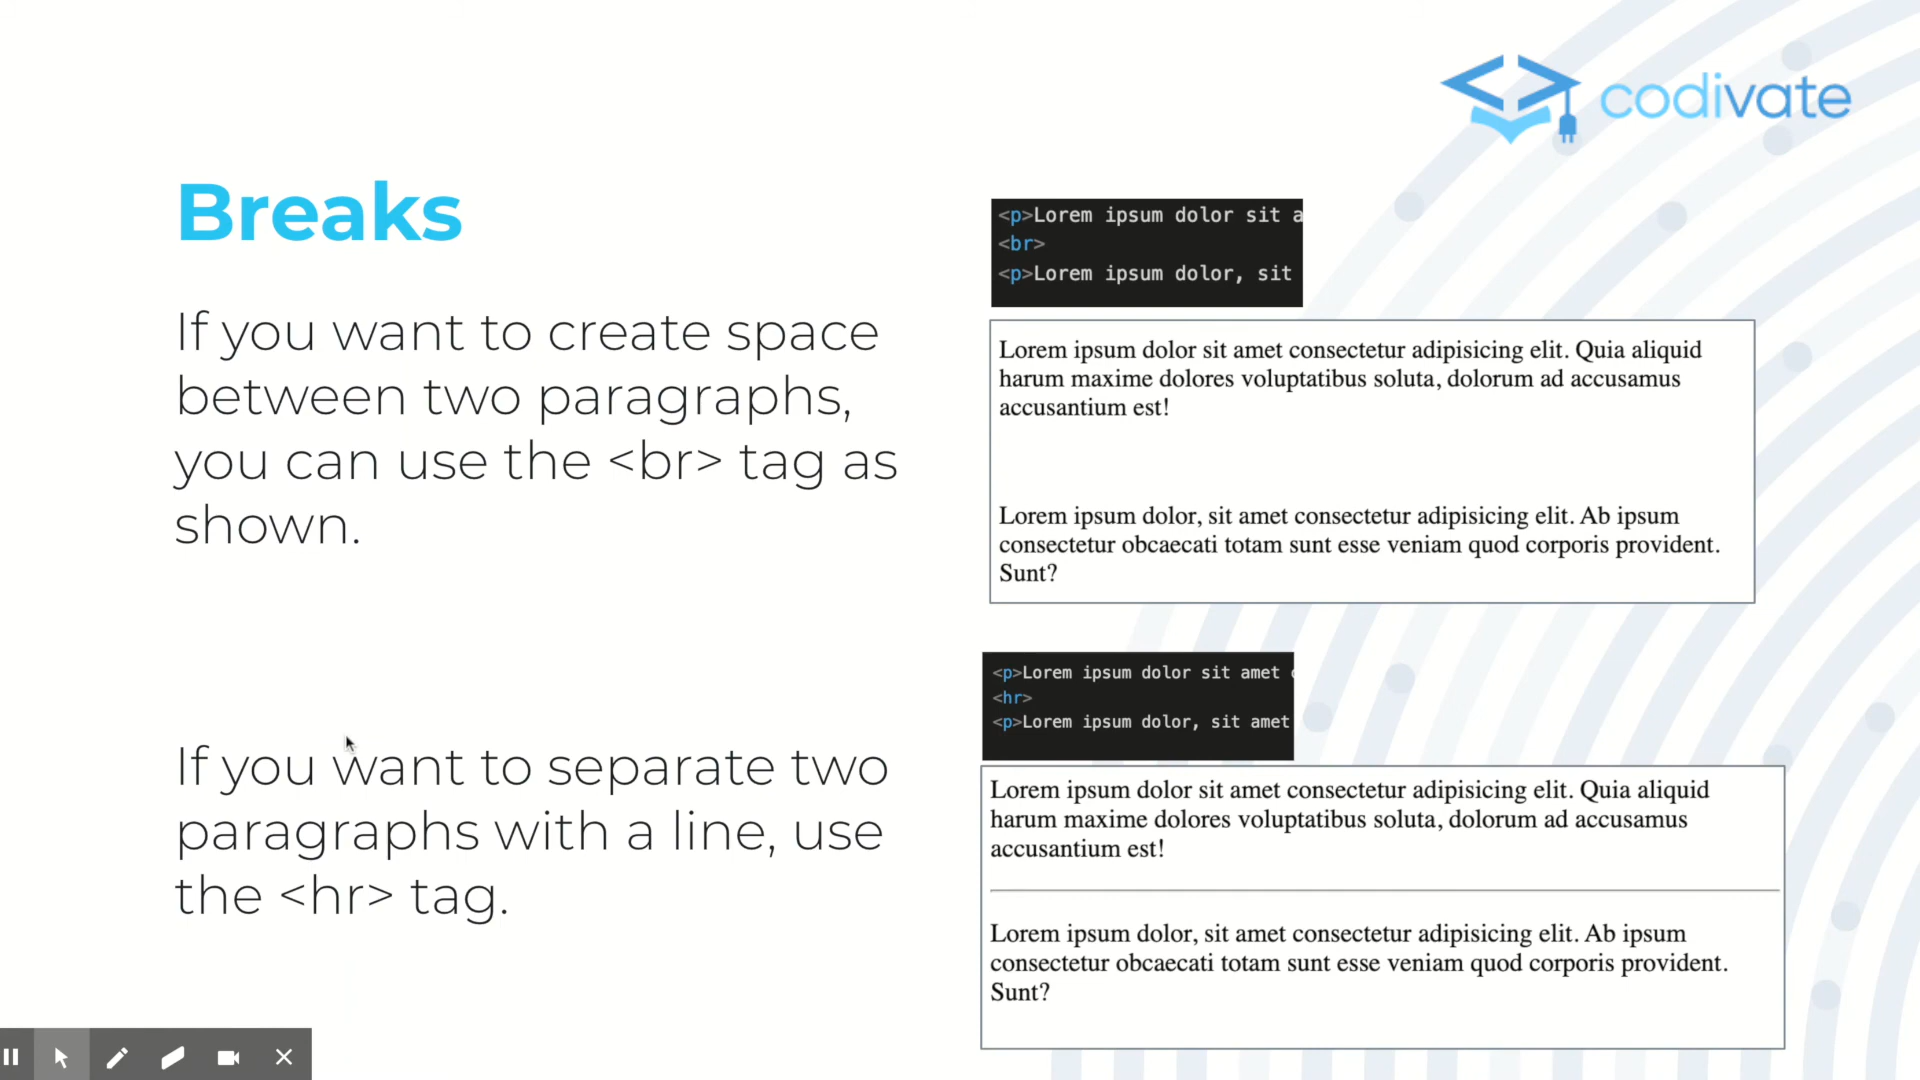 codivate
Breaks
If you want to create space
between two paragraphs,
you can use the <br> tag as
shown.
<p>Lorem ipsum dolor sit a
<br>
<p>Lorem ipsum dolor, sit
Lorem ipsum dolor sit amet consectetur adipisicing elit. Quia aliquid
harum maxime dolores voluptatibus soluta, dolorum ad accusamus
accusantium est!
Lorem ipsum dolor, sit amet consectetur adipisicing elit. Ab ipsum
consectetur obcaecati totam sunt esse veniam quod corporis provident.
Sunt?
If you want to separate two
paragraphs with a line, use
the <hr> tag.
<p>Lorem ipsum dolor sit amet
<hr>
<p>Lorem ipsum dolor, sit amet
Lorem ipsum dolor sit amet consectetur adipisicing elit. Quia aliquid
harum maxime dolores voluptatibus soluta, dolorum ad accusamus
accusantium est!
Lorem ipsum dolor, sit amet consectetur adipisicing elit. Ab ipsum
consectetur obcaecati totam sunt esse veniam quod corporis provident.
Sunt?